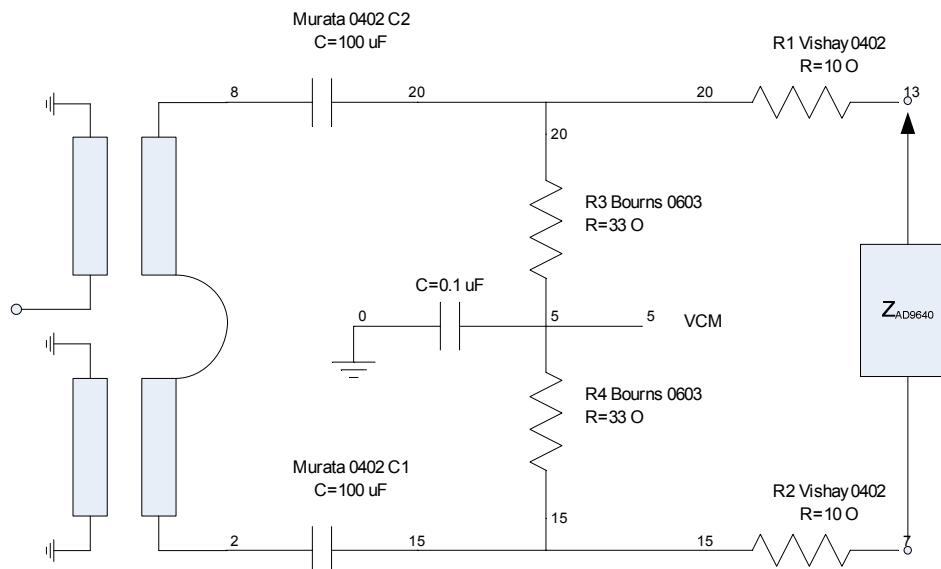 Murata 0402 C2
C=100 uF
R1 Vishay 0402
R=10 O
8
20
20
13
20
R3 Bourns 0603
R=33 O
C=0.1 uF
0
5
5
VCM
ZAD9640
R4 Bourns 0603
R=33 O
Murata 0402 C1
C=100 uF
R2 Vishay 0402
R=10 O
15
2
15
15
7